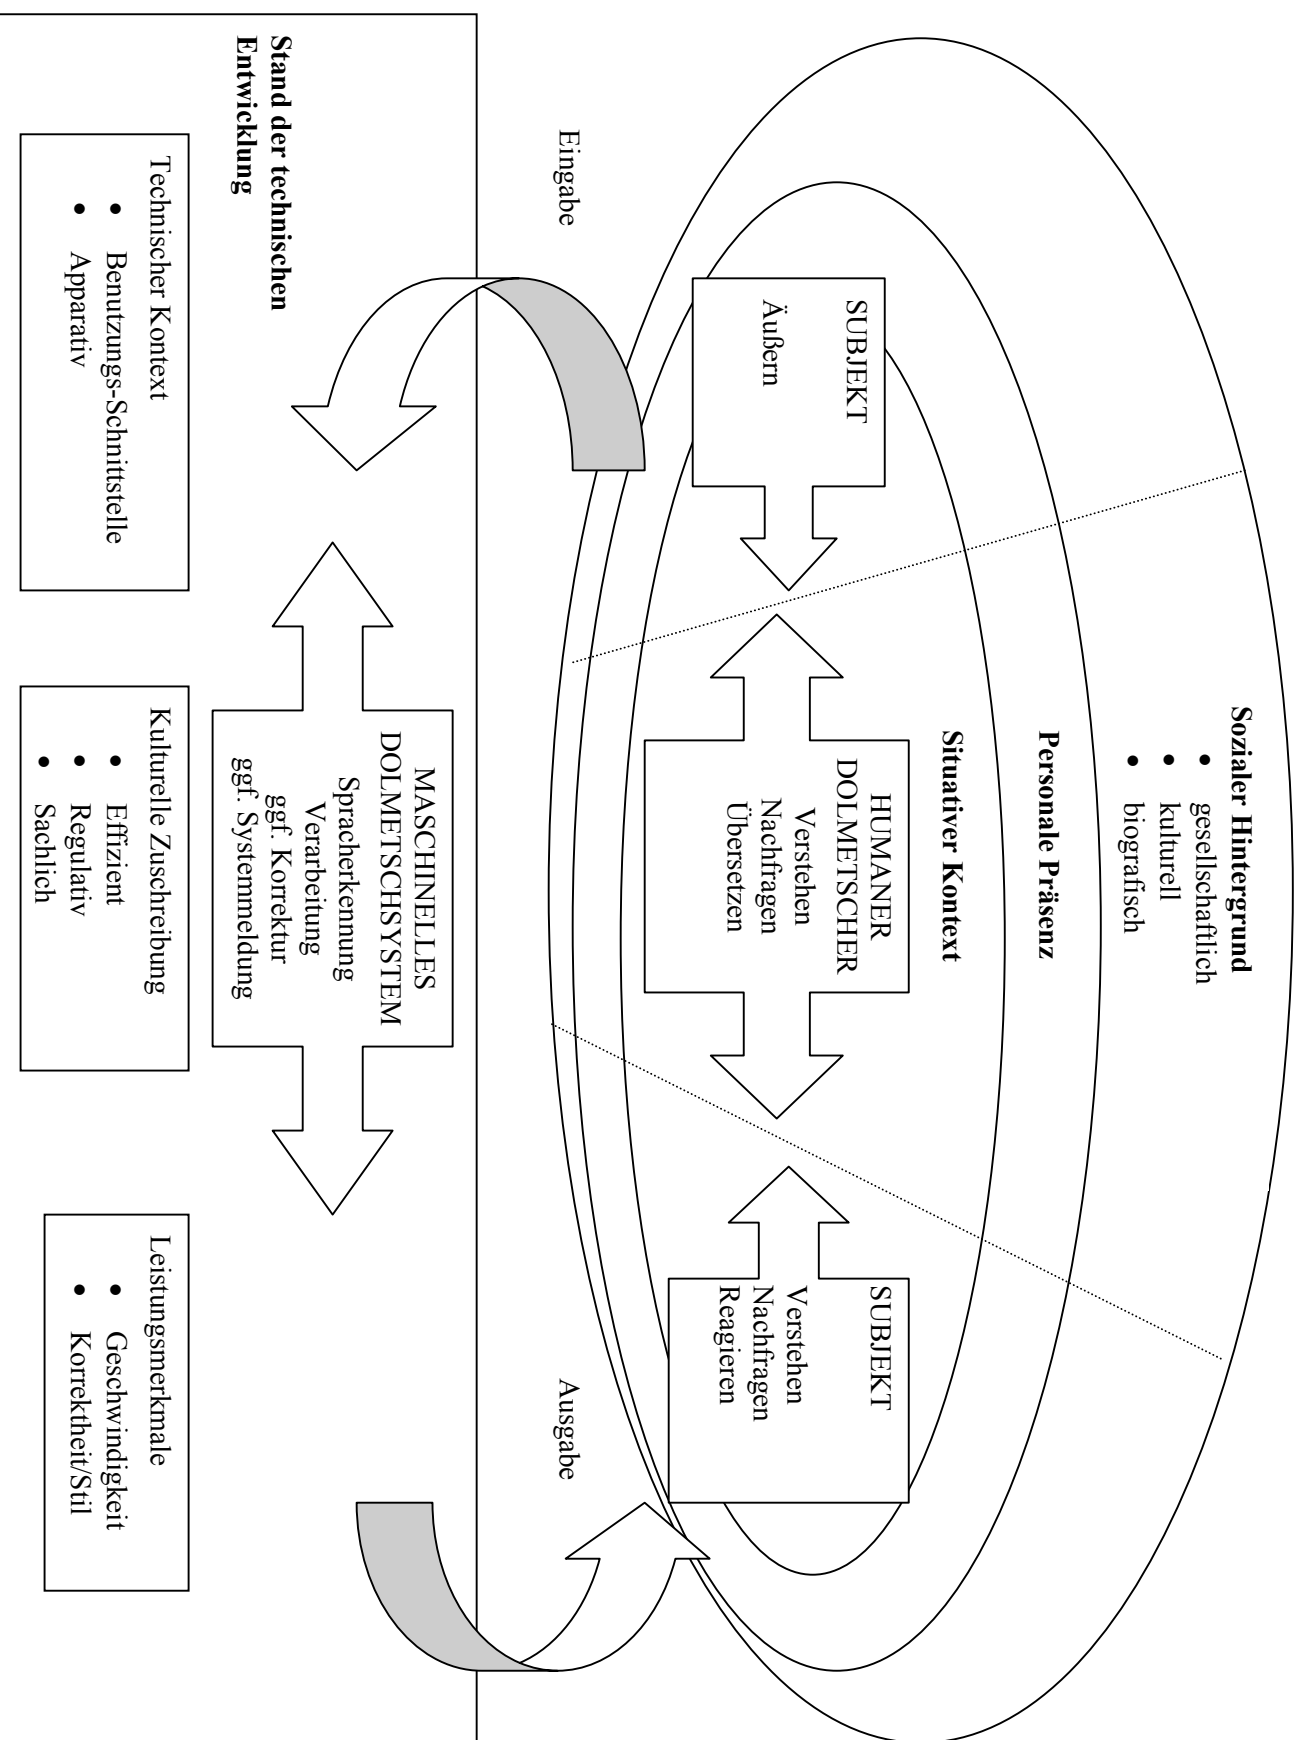 Sozialer Hintergrund
• gesellschaftlich
• kulturell
• biografisch
Personale Präsenz
Situativer Kontext
SUBJEKT
Äußern
HUMANER
DOLMETSCHER
Verstehen
Nachfragen
Übersetzen
SUBJEKT
Verstehen
Nachfragen
Reagieren
Eingabe
Ausgabe
Stand der technischen
Entwicklung
MASCHINELLES
DOLMETSCHSYSTEM
Spracherkennung
Verarbeitung
ggf. Korrektur
ggf. Systemmeldung
Technischer Kontext
• Benutzungs-Schnittstelle
• Apparativ
Kulturelle Zuschreibung
• Effizient
• Regulativ
• Sachlich
Leistungsmerkmale
• Geschwindigkeit
• Korrektheit/Stil